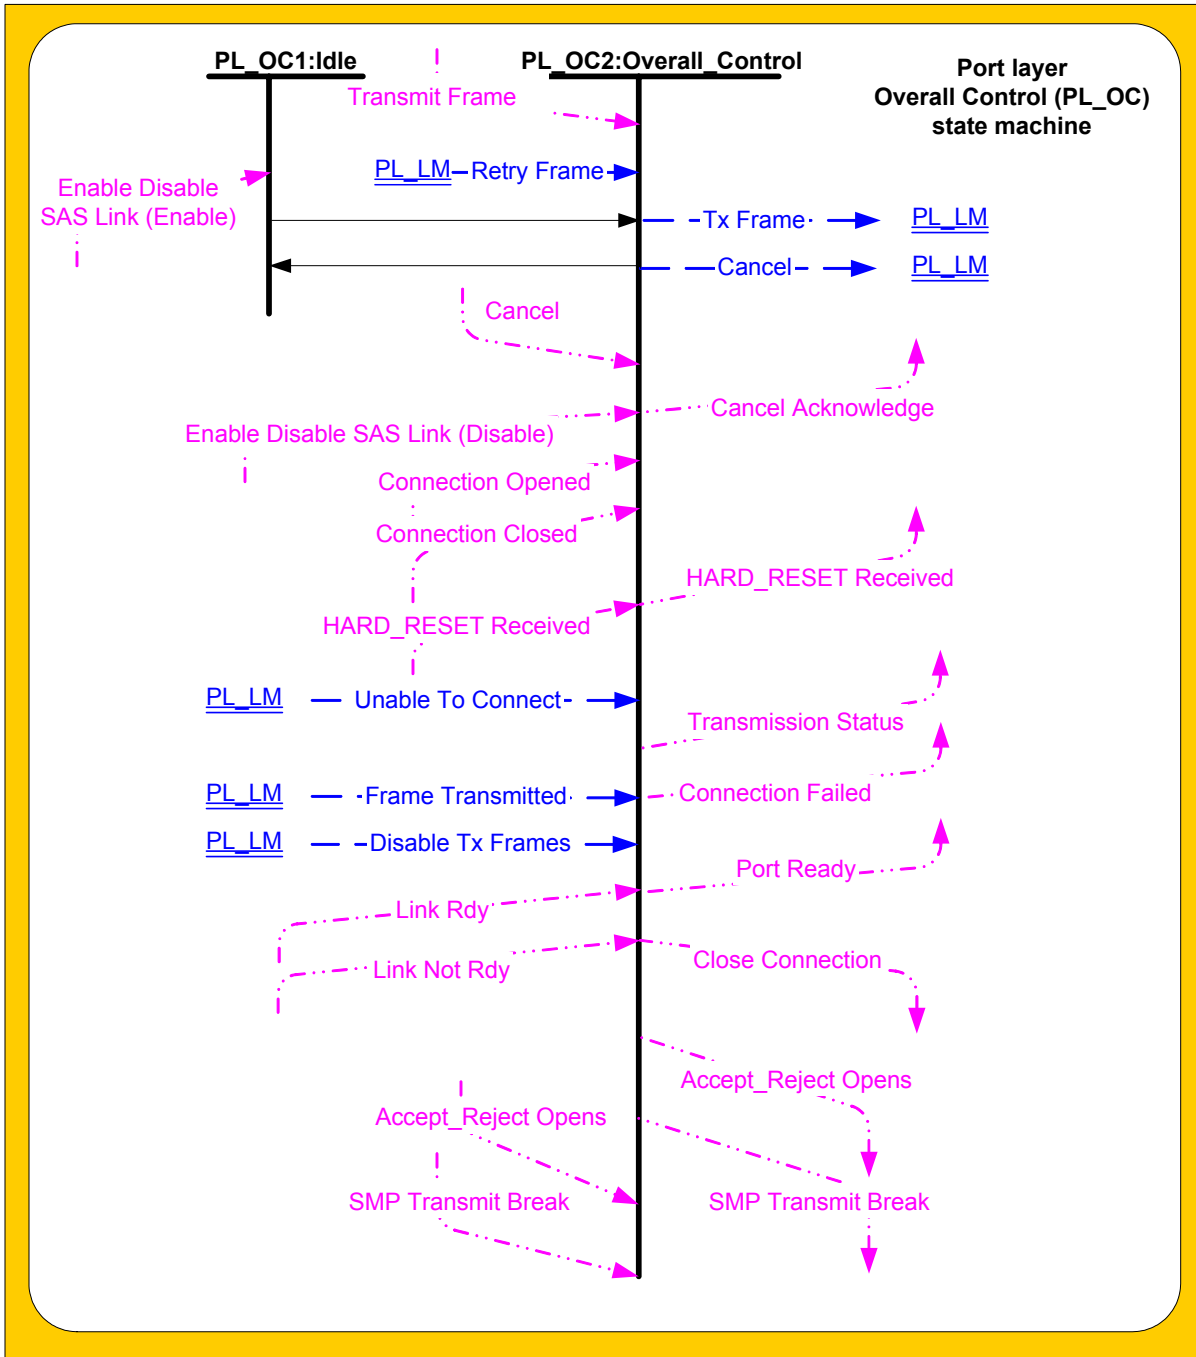 PL_OC1:Idle
PL_OC2:Overall_Control
Port layer
Overall Control (PL_OC)
state machine
Transmit Frame
PL_LM Retry Frame
Enable Disable
SAS Link (Enable)
Tx Frame PL_LM
Cancel PL_LM
Cancel
Cancel Acknowledge
Enable Disable SAS Link (Disable)
Connection Opened
Connection Closed
HARD_RESET Received
HARD_RESET Received
PL_LM Unable To Connect
Transmission Status
PL_LM Frame Transmitted
Connection Failed
PL_LM Disable Tx Frames
Port Ready
Link Rdy
Close Connection
Link Not Rdy
Accept_Reject Opens
Accept_Reject Opens
SMP Transmit Break
SMP Transmit Break